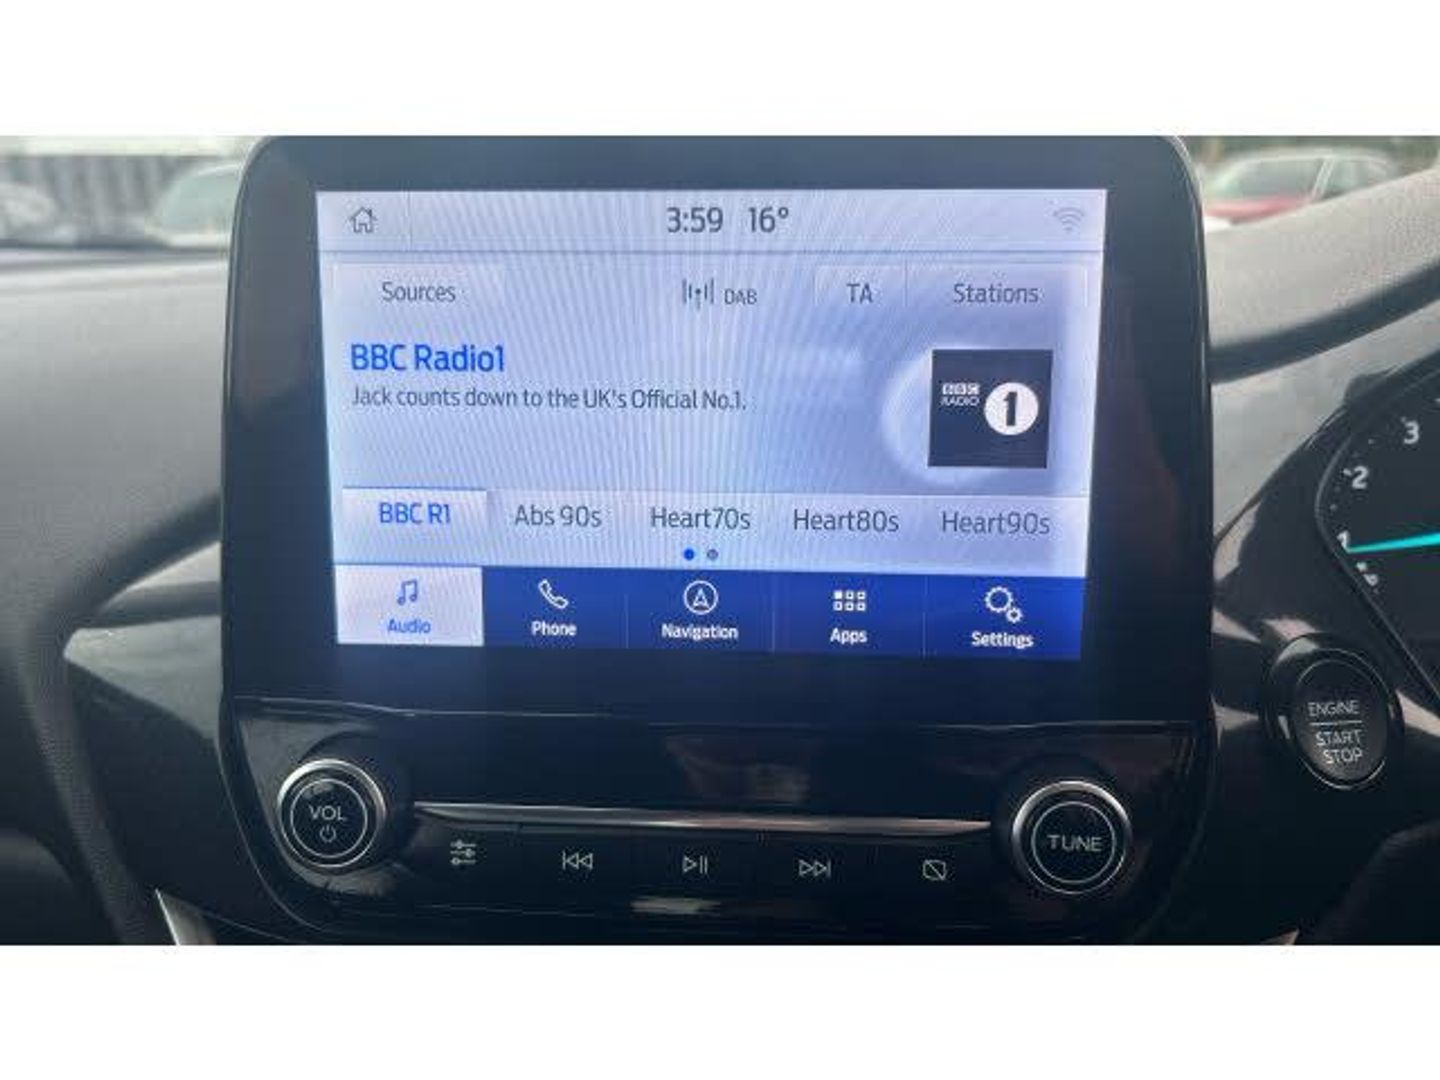 3:59 16°
Sources DAB TA Stations
BBC Radio1
Jack counts down to the UK's Official No.1.
BBC
RADIO
1
BBC R1 Abs 90s Heart70s Heart80s Heart90s
Audio Phone Navigation Apps Settings
VOL
TUNE
ENGINE
START
STOP
3
2
1